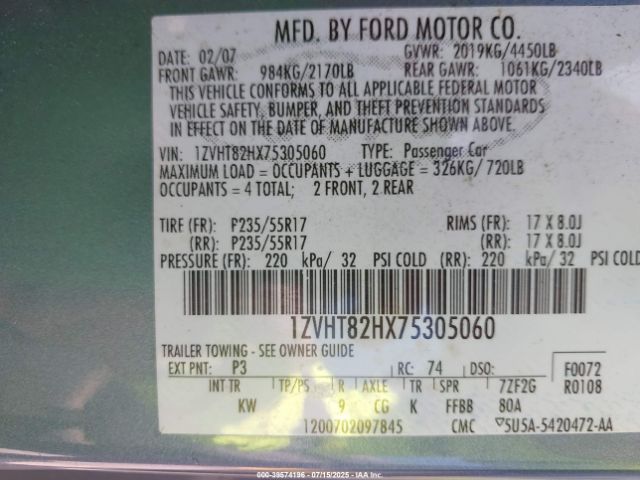 MFD. BY FORD MOTOR CO.
DATE: 02/07 GVWR: 2019KG/4450LB
FRONT GAWR: 984KG/2170LB REAR GAWR: 1061KG/2340LB
THIS VEHICLE CONFORMS TO ALL APPLICABLE FEDERAL MOTOR
VEHICLE SAFETY, BUMPER, AND THEFT PREVENTION STANDARDS
IN EFFECT ON THE DATE OF MANUFACTURE SHOWN ABOVE.
VIN: 1ZVHT82HX75305060 TYPE: Passenger Car
MAXIMUM LOAD = OCCUPANTS + LUGGAGE = 326KG/720LB
OCCUPANTS = 4 TOTAL; 2 FRONT, 2 REAR
TIRE (FR): P235/55R17 RIMS (FR): 17 X 8.0J
(RR): P235/55R17 (RR): 17 X 8.0J
PRESSURE (FR): 220 kPa/ 32 PSI COLD (RR): 220 kPa/ 32 PSI COLD
1ZVHT82HX75305060
TRAILER TOWING - SEE OWNER GUIDE
EXT PNT: P3 RC: 74 DSO: F0072
INT TR TP/PS R AXLE TR SPR 7ZF2G R0108
KW 9 CG K FFBB 80A
1200702097845 CMC ▽5U5A-5420472-AA
000-39574196 - 07/15/2025 - IAAI.com